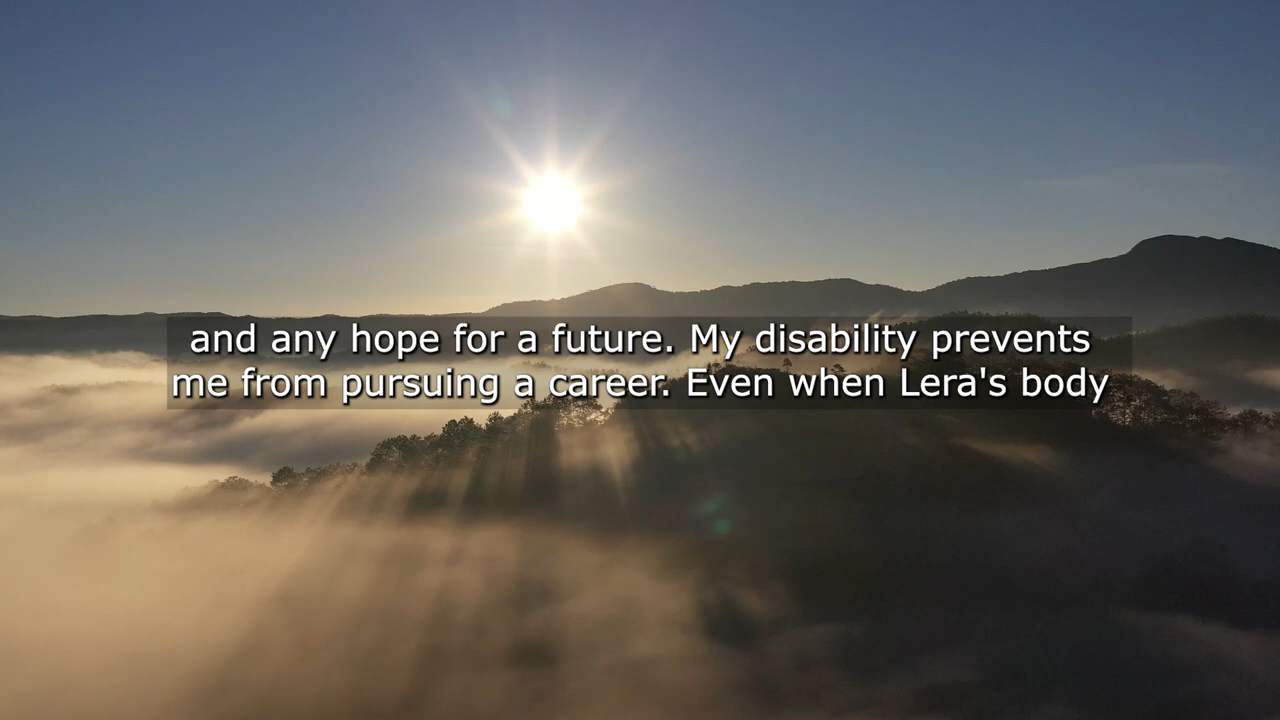 and any hope for a future. My disability prevents
me from pursuing a career. Even when Lera's body